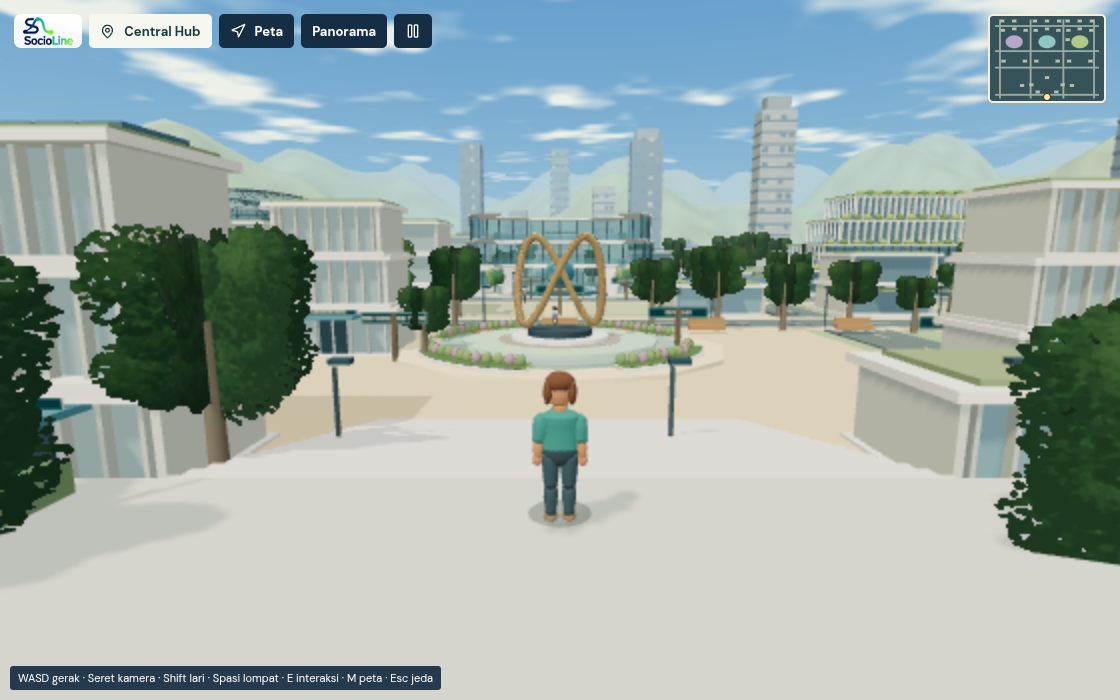 SocioLine
Central Hub
Peta
Panorama
WASD gerak · Seret kamera · Shift lari · Spasi lompat · E interaksi · M peta · Esc jeda